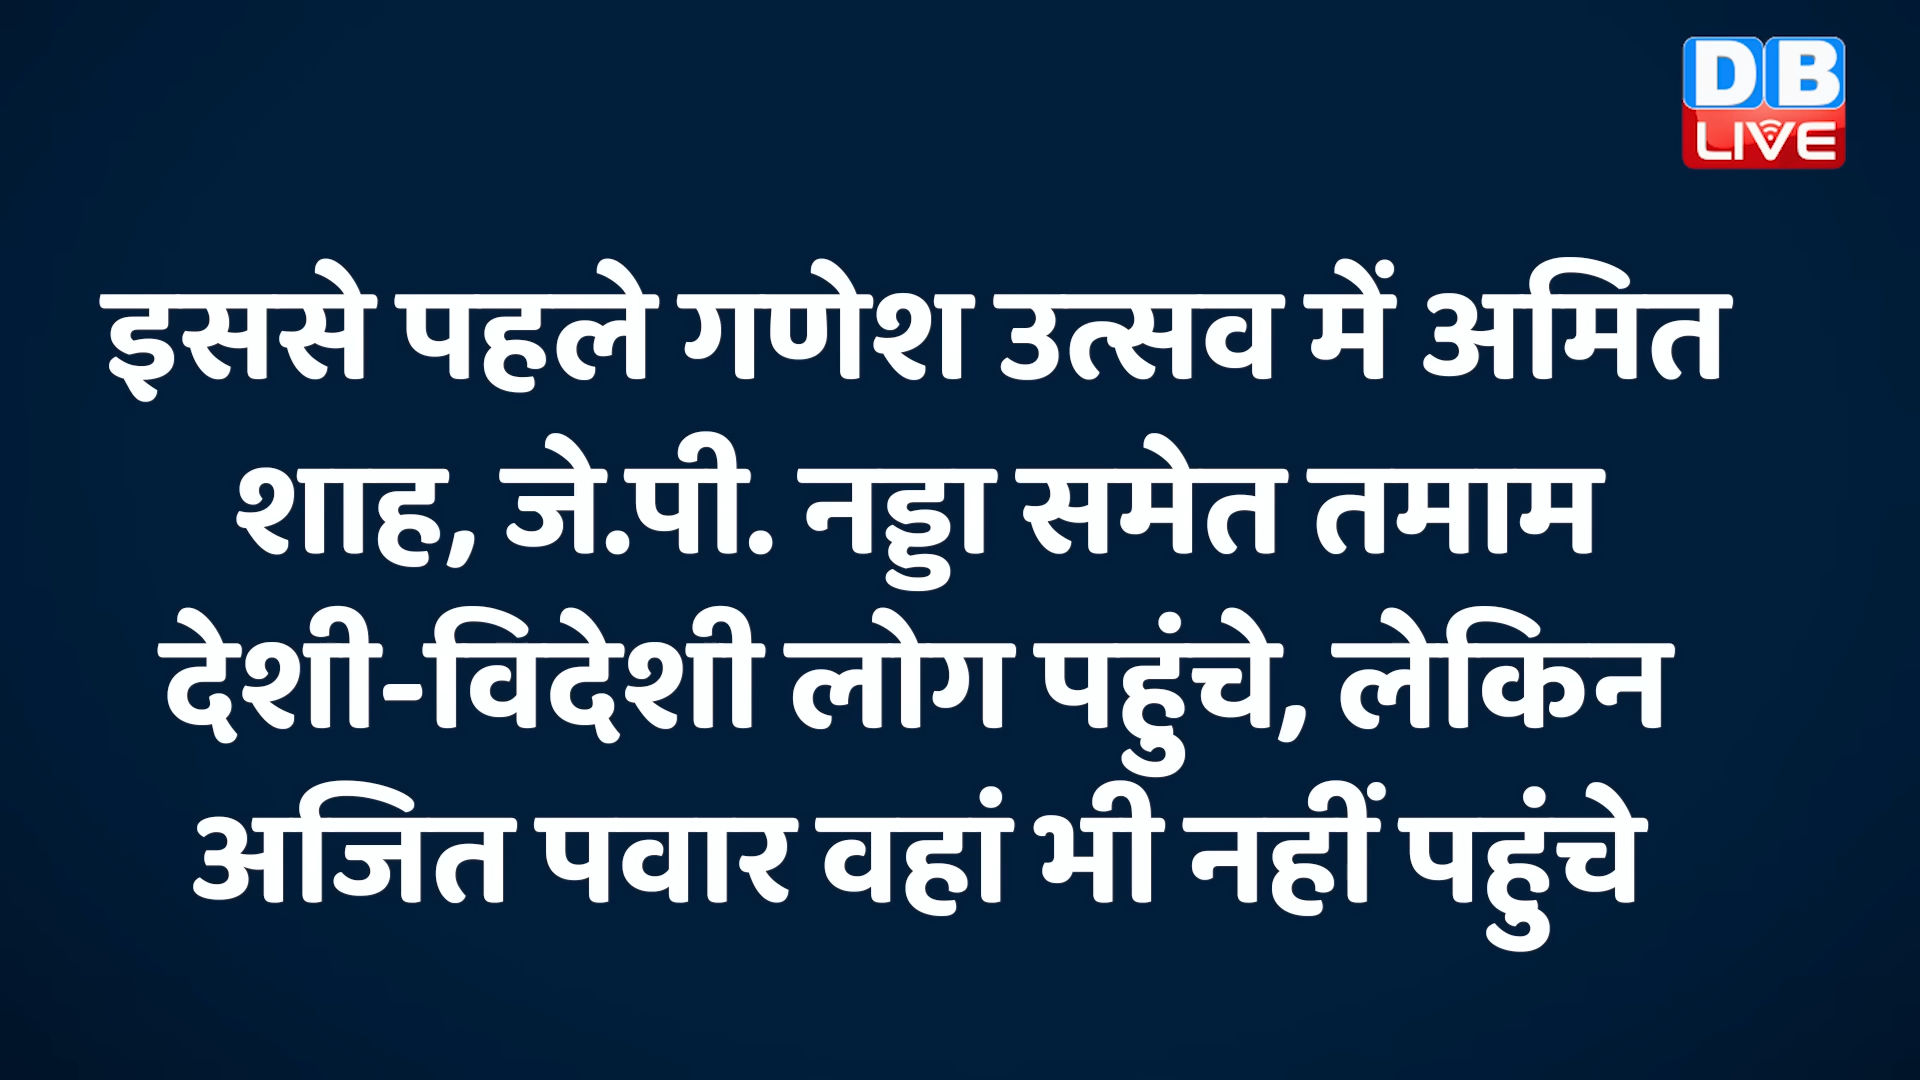 DB
LIVE
इससे पहले गणेश उत्सव में अमित
शाह, जे.पी. नड्डा समेत तमाम
देशी-विदेशी लोग पहुंचे, लेकिन
अजित पवार वहां भी नहीं पहुंचे